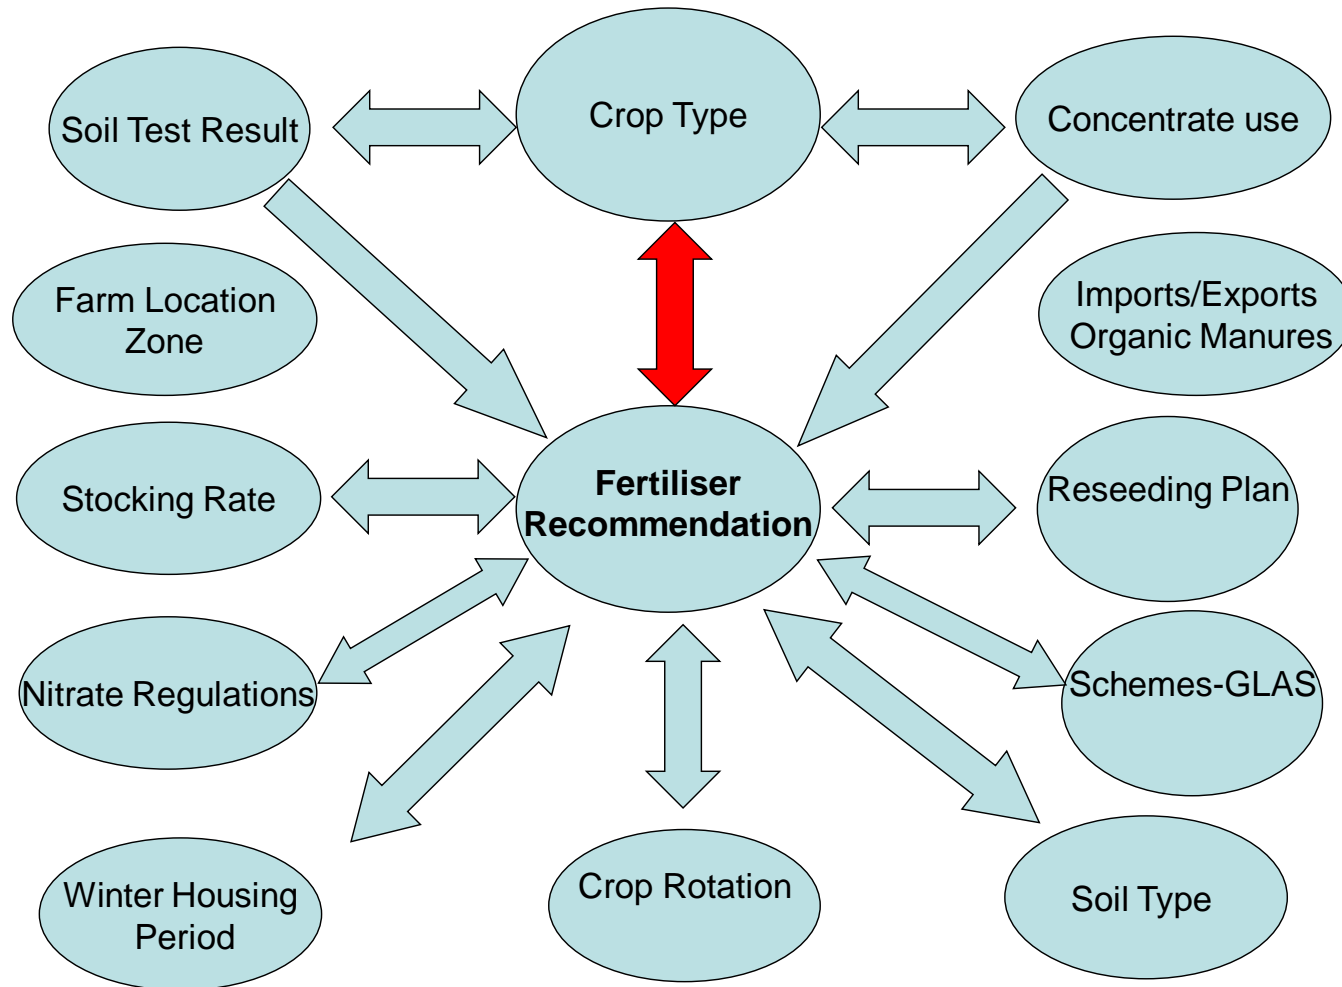 Soil Test Result
Crop Type
Concentrate use
Farm Location
Zone
Imports/Exports
Organic Manures
Stocking Rate
Fertiliser
Recommendation
Reseeding Plan
Nitrate Regulations
Schemes-GLAS
Winter Housing
Period
Crop Rotation
Soil Type